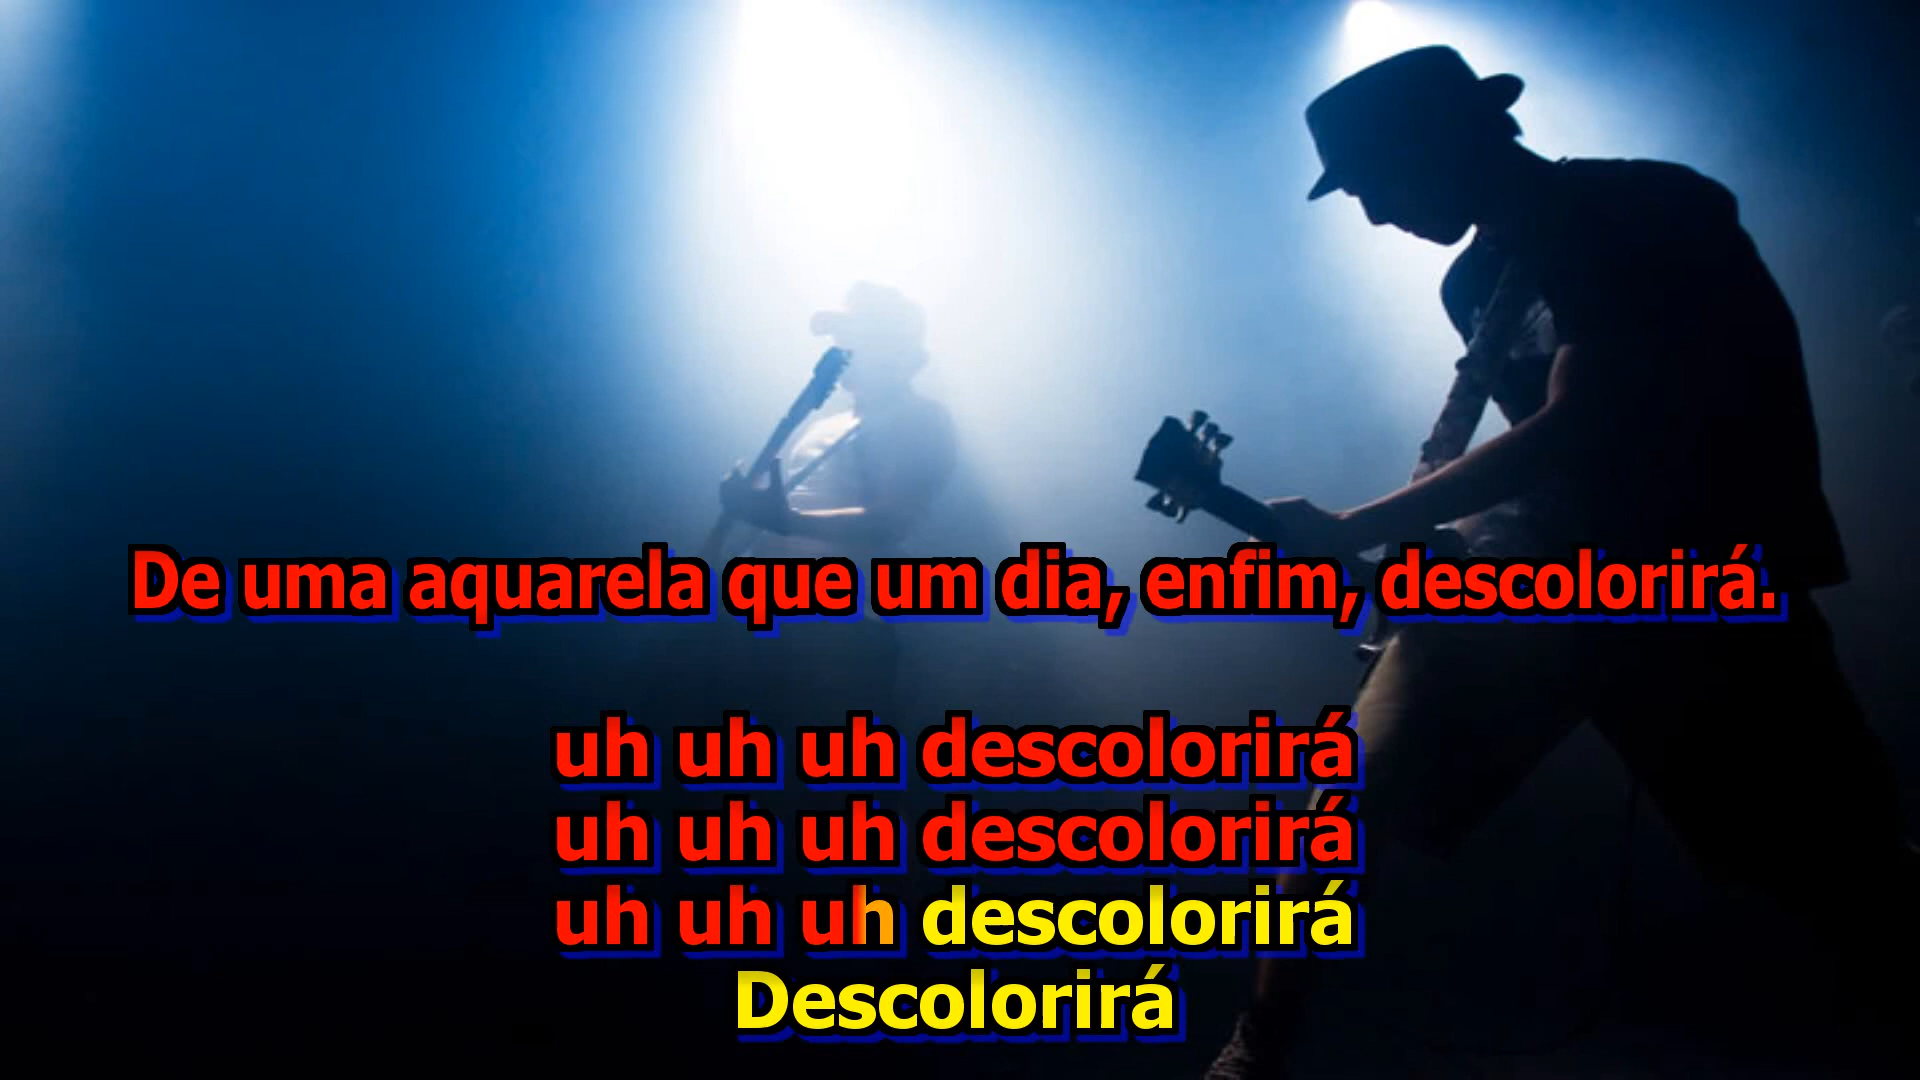 De uma aquarela que um dia, enfim, descolorirá.
uh uh uh descolorirá
uh uh uh descolorirá
uh uh uh descolorirá
Descolorirá